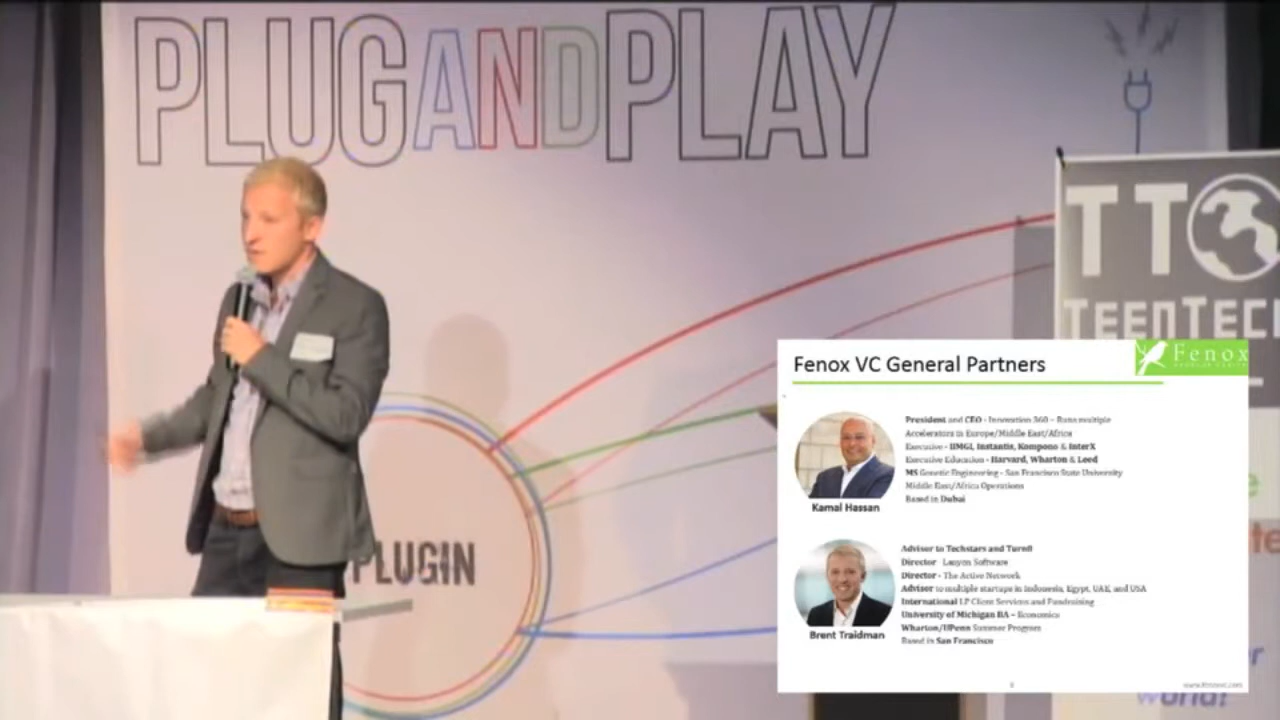 PLUGANDPLAY
TTO
TEENTEC
PLUGIN
Fenox VC General Partners
Fenox
President and CEO - Innovation 360 – Runs multiple
Accelerators in Europe/Middle East/Africa
Executive - IIMGI, Instantis, Kompono & InterX
Executive Education - Harvard, Wharton & Leed
MS Genetic Engineering - San Francisco State University
Middle East/Africa Operations
Based in Dubai
Kamal Hassan
Advisor to Techstars and Turn8
Director - Lanyon Software
Director - The Active Network
Advisor to multiple startups in Indonesia, Egypt, UAE, and USA
International LP Client Services and Fundraising
University of Michigan BA – Economics
Wharton/UPenn Summer Program
Based in San Francisco
Brent Traidman
world!